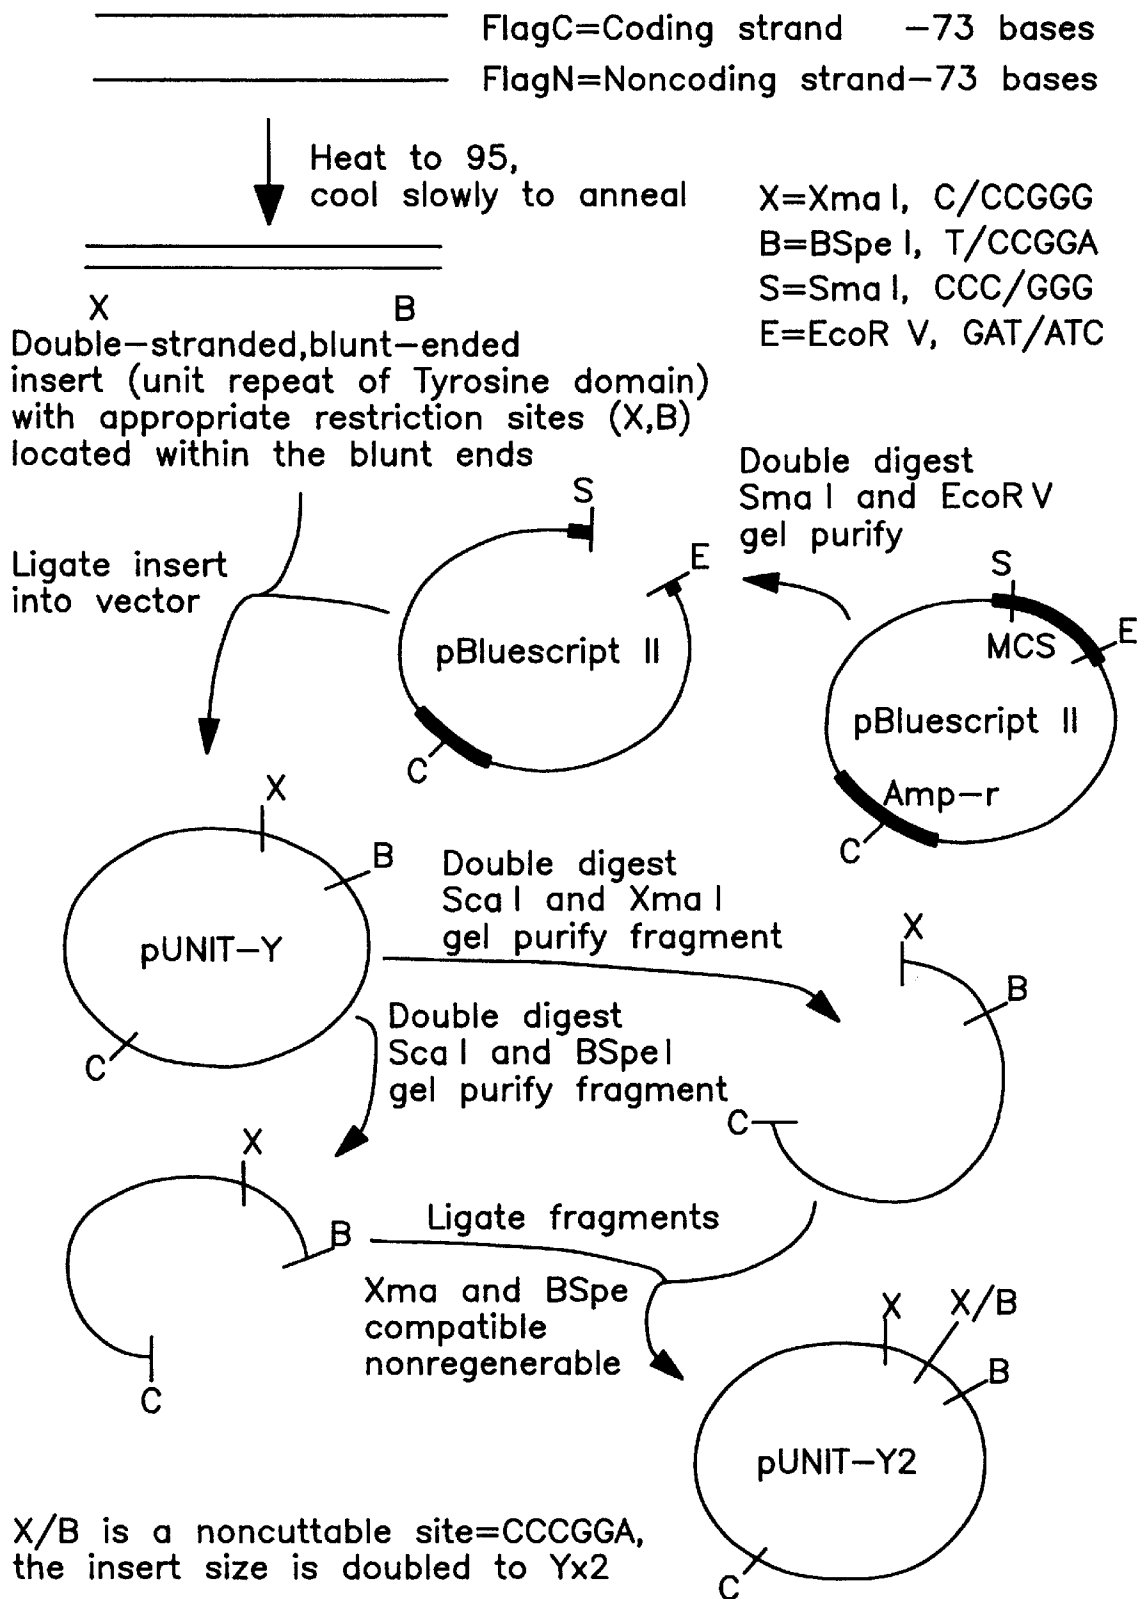 FlagC=Coding strand -73 bases
FlagN=Noncoding strand-73 bases
Heat to 95,
cool slowly to anneal
X=Xma I, C/CCGGG
B=BSpe I, T/CCGGA
S=Sma I, CCC/GGG
E=EcoR V, GAT/ATC
X B
Double-stranded,blunt-ended
insert (unit repeat of Tyrosine domain)
with appropriate restriction sites (X,B)
located within the blunt ends
Double digest
Sma I and EcoR V
gel purify
Ligate insert
into vector
S
E
pBluescript II
C
S
MCS
E
pBluescript II
Amp-r
C
X
B
pUNIT-Y
C
Double digest
Sca I and Xma I
gel purify fragment
X
B
C
Double digest
Sca I and BSpe I
gel purify fragment
X
B
C
Ligate fragments
Xma and BSpe
compatible
nonregenerable
X
X/B
B
pUNIT-Y2
C
X/B is a noncuttable site=CCCGGA,
the insert size is doubled to Yx2